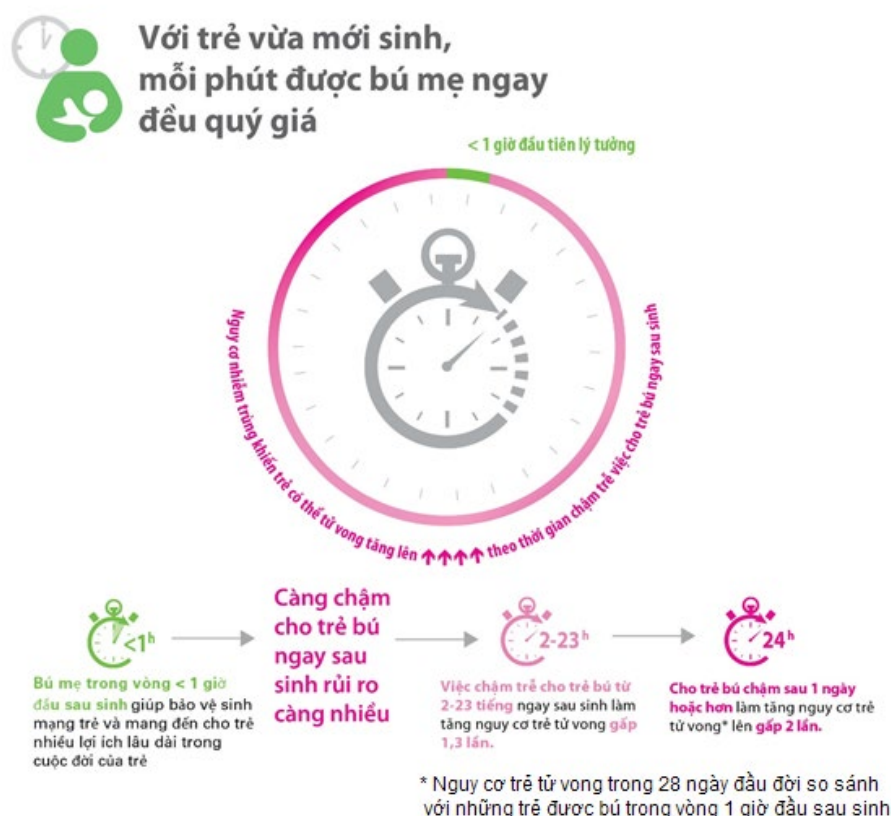 Với trẻ vừa mới sinh,
mỗi phút được bú mẹ ngay
đều quý giá
< 1 giờ đầu tiên lý tưởng
Nguy cơ nhiễm trùng khiến trẻ có thể tử vong tăng lên ↑↑↑↑ theo thời gian chậm trễ việc cho trẻ bú ngay sau sinh
<1h
Bú mẹ trong vòng < 1 giờ
đầu sau sinh giúp bảo vệ sinh
mạng trẻ và mang đến cho trẻ
nhiều lợi ích lâu dài trong
cuộc đời của trẻ
Càng chậm
cho trẻ bú
ngay sau
sinh rủi ro
càng nhiều
2-23h
Việc chậm trễ cho trẻ bú từ
2-23 tiếng ngay sau sinh làm
tăng nguy cơ trẻ tử vong gấp
1,3 lần.
24h
Cho trẻ bú chậm sau 1 ngày
hoặc hơn làm tăng nguy cơ trẻ
tử vong* lên gấp 2 lần.
* Nguy cơ trẻ tử vong trong 28 ngày đầu đời so sánh
với những trẻ được bú trong vòng 1 giờ đầu sau sinh